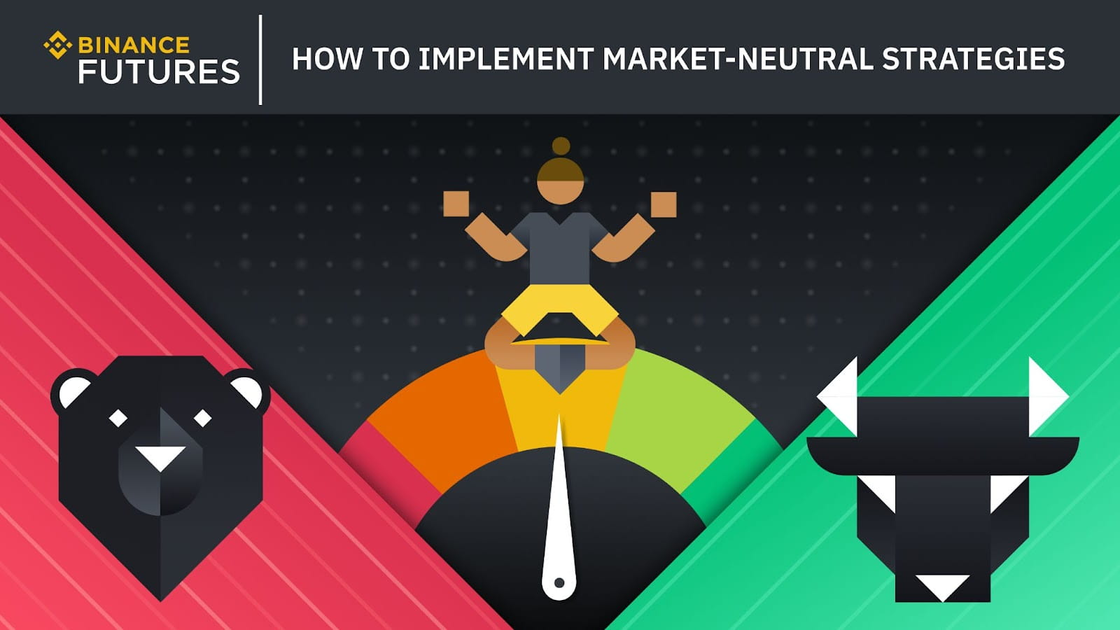 BINANCE
FUTURES
HOW TO IMPLEMENT MARKET-NEUTRAL STRATEGIES